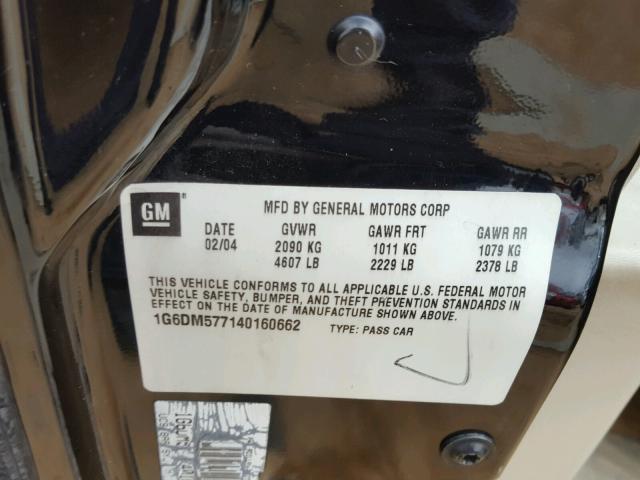 GM
MFD BY GENERAL MOTORS CORP
DATE GVWR GAWR FRT GAWR RR
02/04 2090 KG 1011 KG 1079 KG
4607 LB 2229 LB 2378 LB
THIS VEHICLE CONFORMS TO ALL APPLICABLE U.S. FEDERAL MOTOR
VEHICLE SAFETY, BUMPER, AND THEFT PREVENTION STANDARDS IN
EFFECT ON THE DATE OF MANUFACTURE SHOWN ABOVE.
1G6DM577140160662 TYPE: PASS CAR